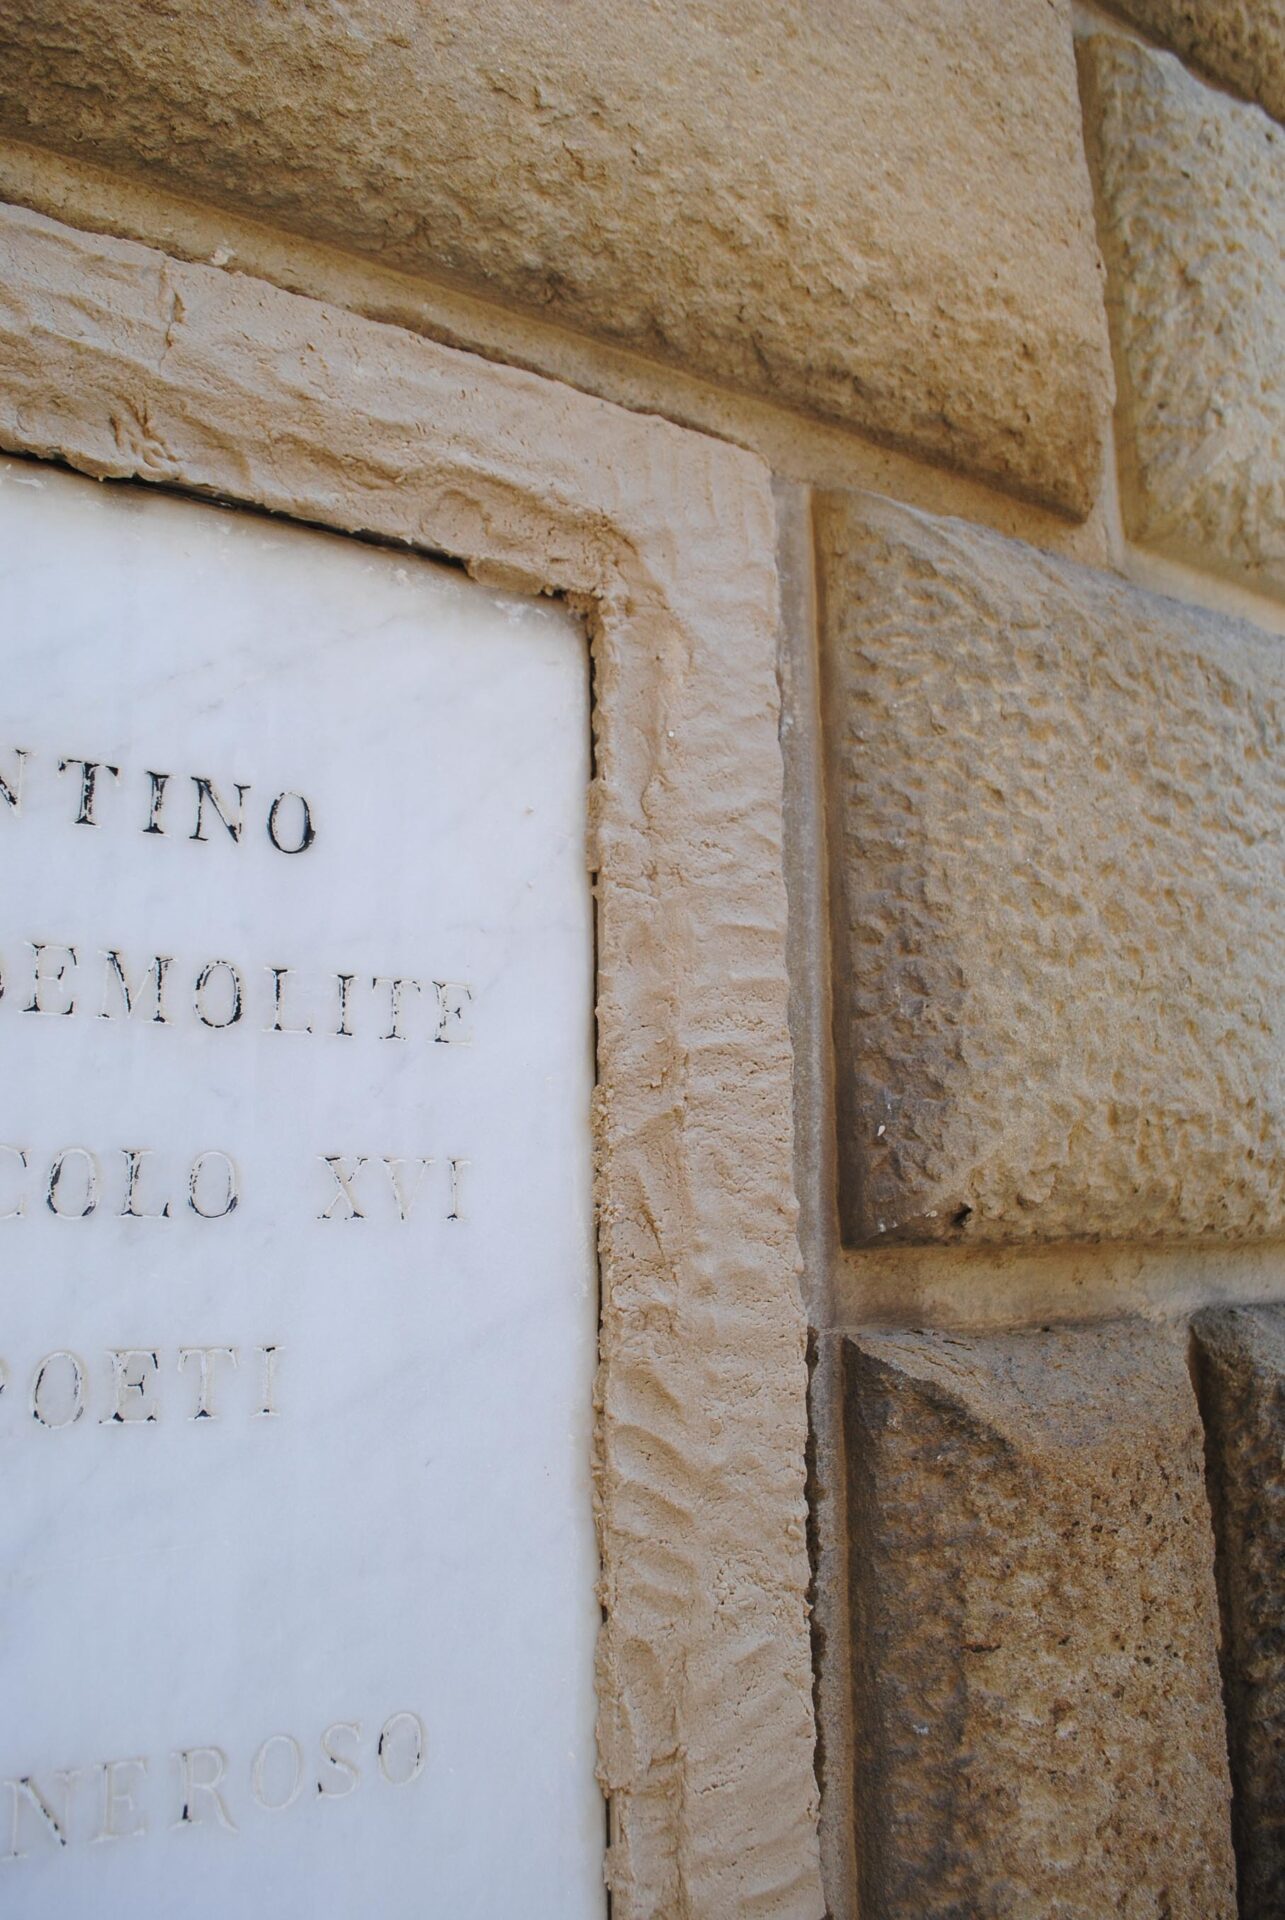 NTINO
DEMOLITE
COLO XVI
POETI
NEROSO